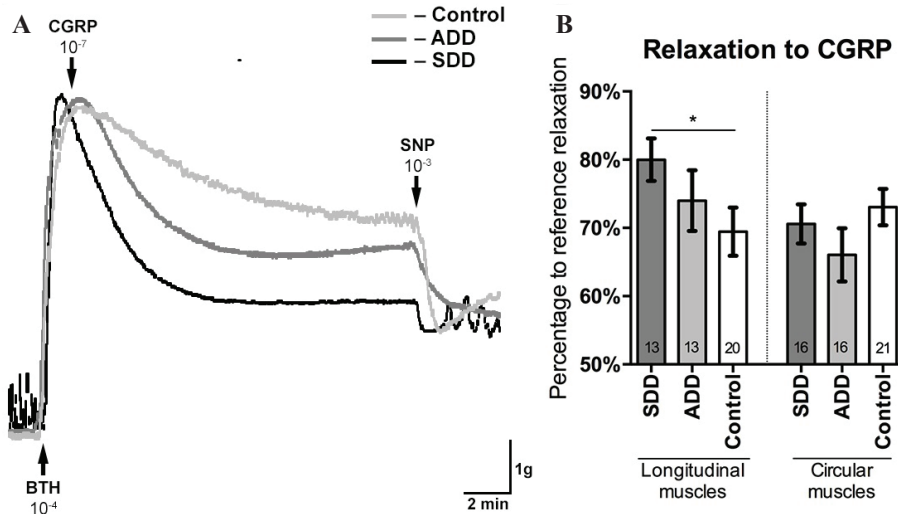 A
CGRP
10-7
– Control
– ADD
– SDD
SNP
10-3
BTH
10-4
1g
2 min
B
Relaxation to CGRP
Percentage to reference relaxation
90%
80%
70%
60%
50%
*
13
13
20
16
16
21
SDD
ADD
Control
SDD
ADD
Control
Longitudinal
muscles
Circular
muscles